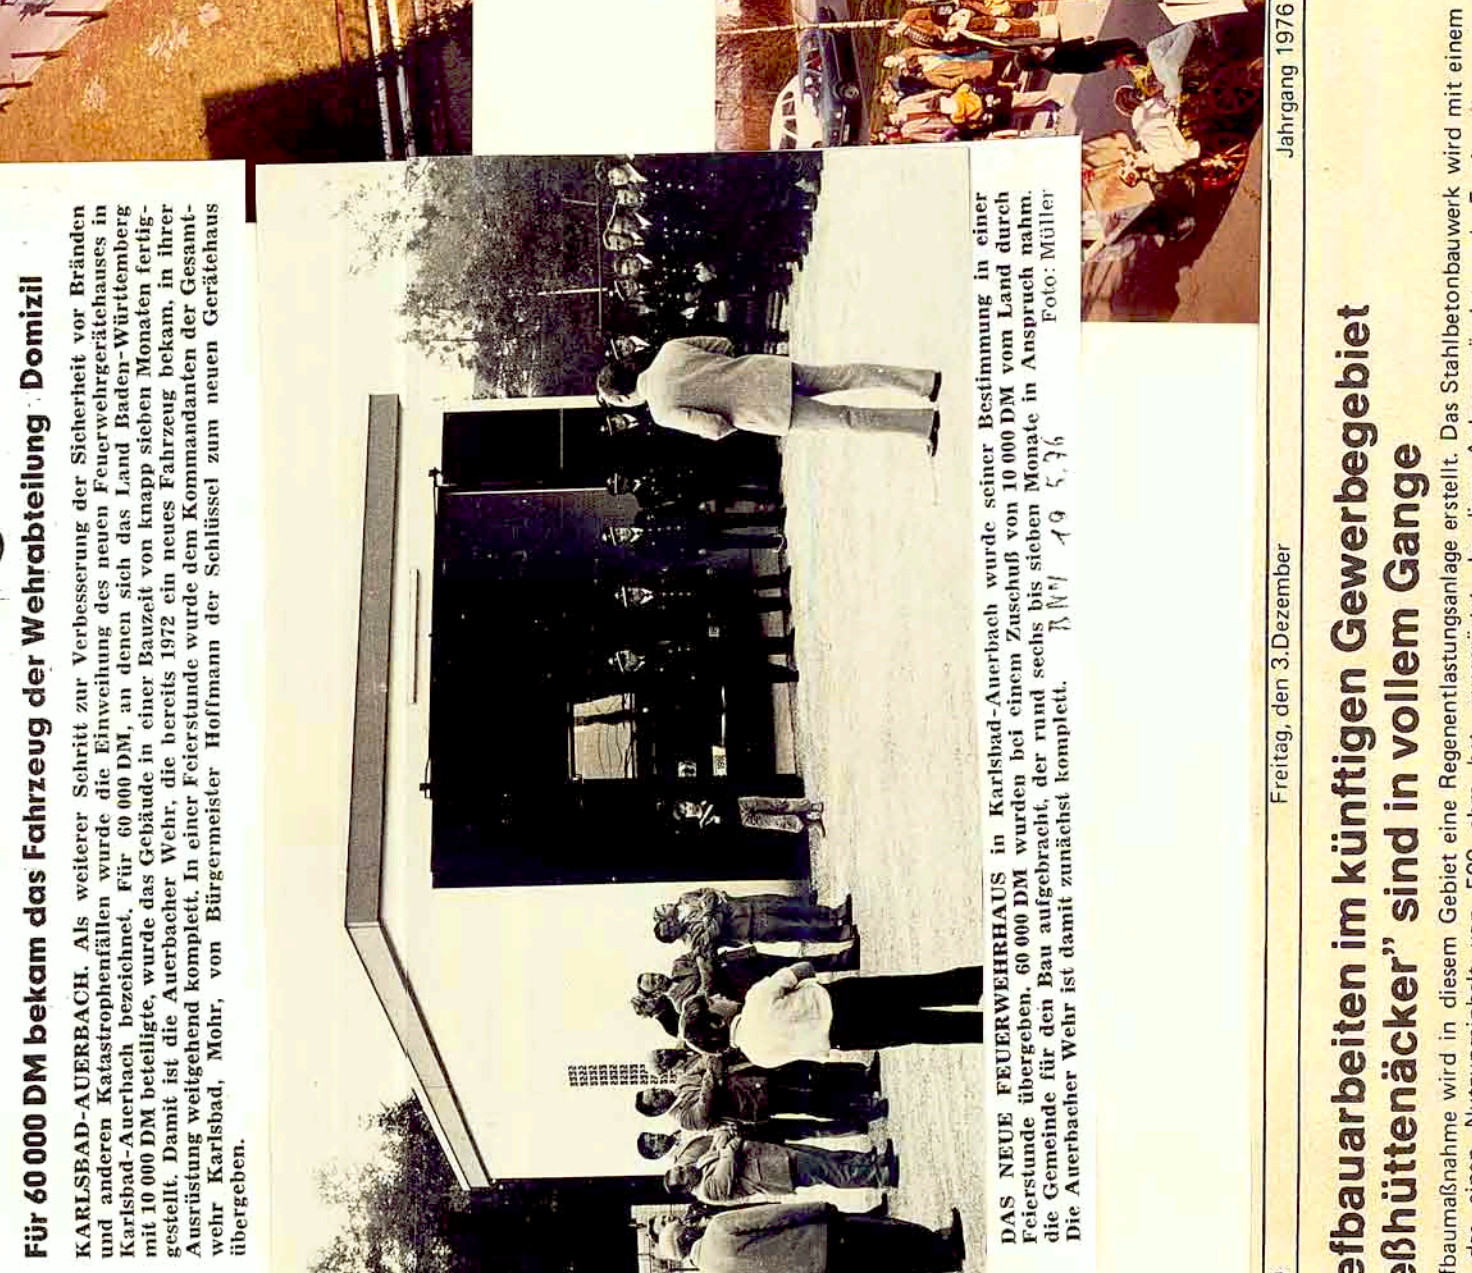 Für 60 000 DM bekam das Fahrzeug der Wehrabteilung Domizil
KARLSBAD-AUERBACH. Als weiterer Schritt zur Verbesserung der Sicherheit vor Bränden
und anderen Katastrophenfällen wurde die Einweihung des neuen Feuerwehrgerätehauses in
Karlsbad-Auerbach bezeichnet. Für 60 000 DM, an denen sich das Land Baden-Württemberg
mit 10 000 DM beteiligte, wurde das Gebäude in einer Bauzeit von knapp sieben Monaten fertig-
gestellt. Damit ist die Auerbacher Wehr, die bereits 1972 ein neues Fahrzeug bekam, in ihrer
Ausrüstung weitgehend komplett. In einer Feierstunde wurde dem Kommandanten der Gesamt-
wehr Karlsbad, Mohr, von Bürgermeister Hoffmann der Schlüssel zum neuen Gerätehaus
übergeben.
DAS NEUE FEUERWEHRHAUS in Karlsbad-Auerbach wurde seiner Bestimmung in einer
Feierstunde übergeben. 60 000 DM wurden bei einem Zuschuß von 10 000 DM vom Land durch
die Gemeinde für den Bau aufgebracht, der rund sechs bis sieben Monate in Anspruch nahm.
Die Auerbacher Wehr ist damit zunächst komplett. BNN 19 5.76 Foto: Müller
Freitag, den 3. Dezember Jahrgang 1976
efbauarbeiten im künftigen Gewerbegebiet
eßhüttenäcker” sind in vollem Gange
fbaumaßnahme wird in diesem Gebiet eine Regenentlastungsanlage erstellt. Das Stahlbetonbauwerk wird mit einem